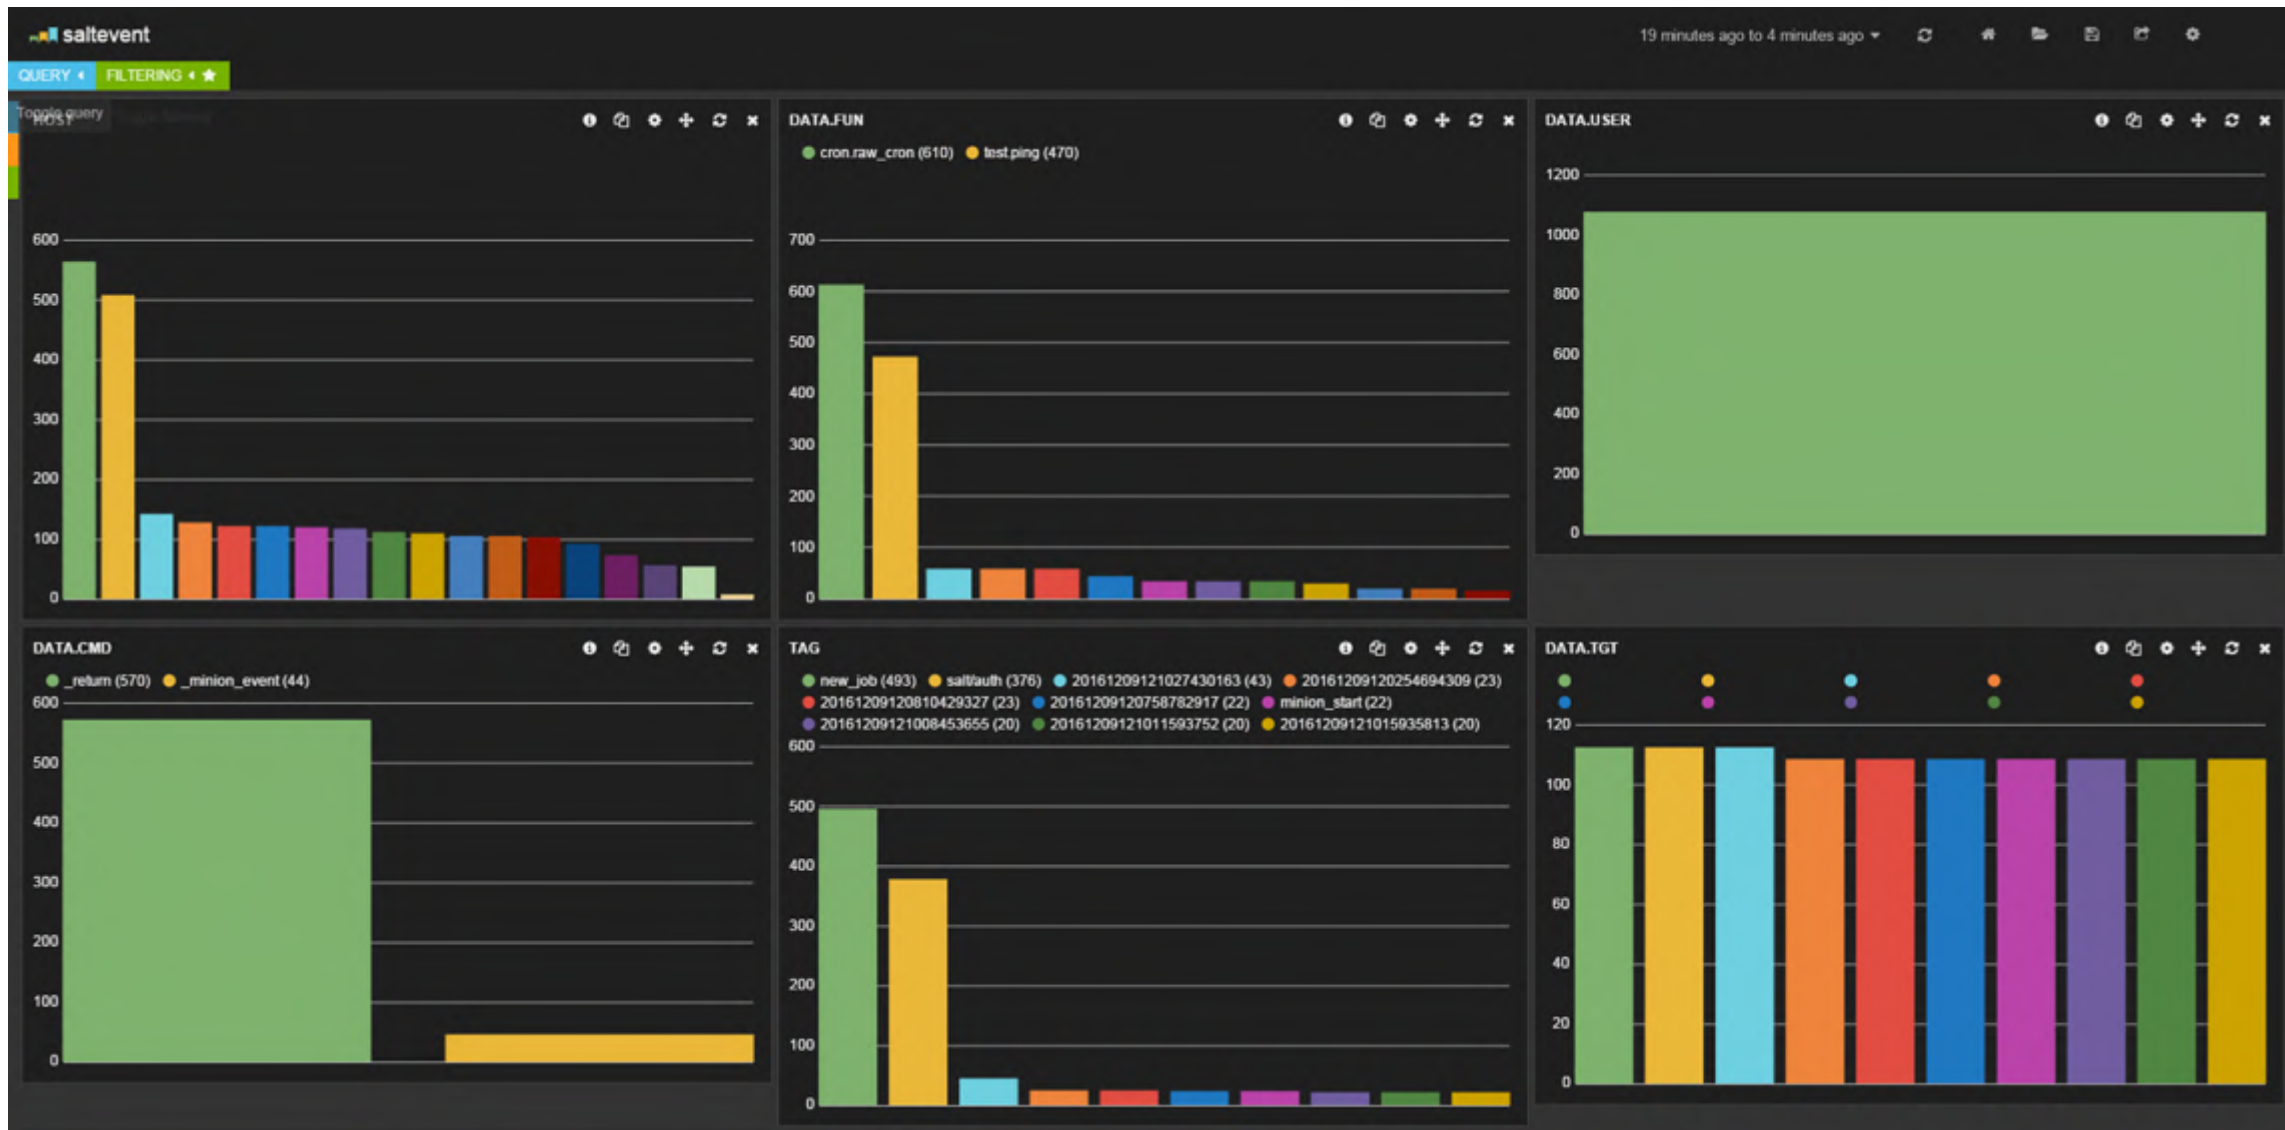 saltevent
19 minutes ago to 4 minutes ago
QUERY FILTERING
Toggle query
HOST
600
500
400
300
200
100
0
DATA.FUN
cron.raw_cron (610) test.ping (470)
700
600
500
400
300
200
100
0
DATA.USER
1200
1000
800
600
400
200
0
DATA.CMD
_return (570) _minion_event (44)
600
500
400
300
200
100
0
TAG
new_job (493) salt/auth (376) 20161209121027430163 (43) 20161209120254694309 (23)
20161209120810429327 (23) 20161209120758782917 (22) minion_start (22)
20161209121008453655 (20) 20161209121011593752 (20) 20161209121015935813 (20)
600
500
400
300
200
100
0
DATA.TGT
120
100
80
60
40
20
0